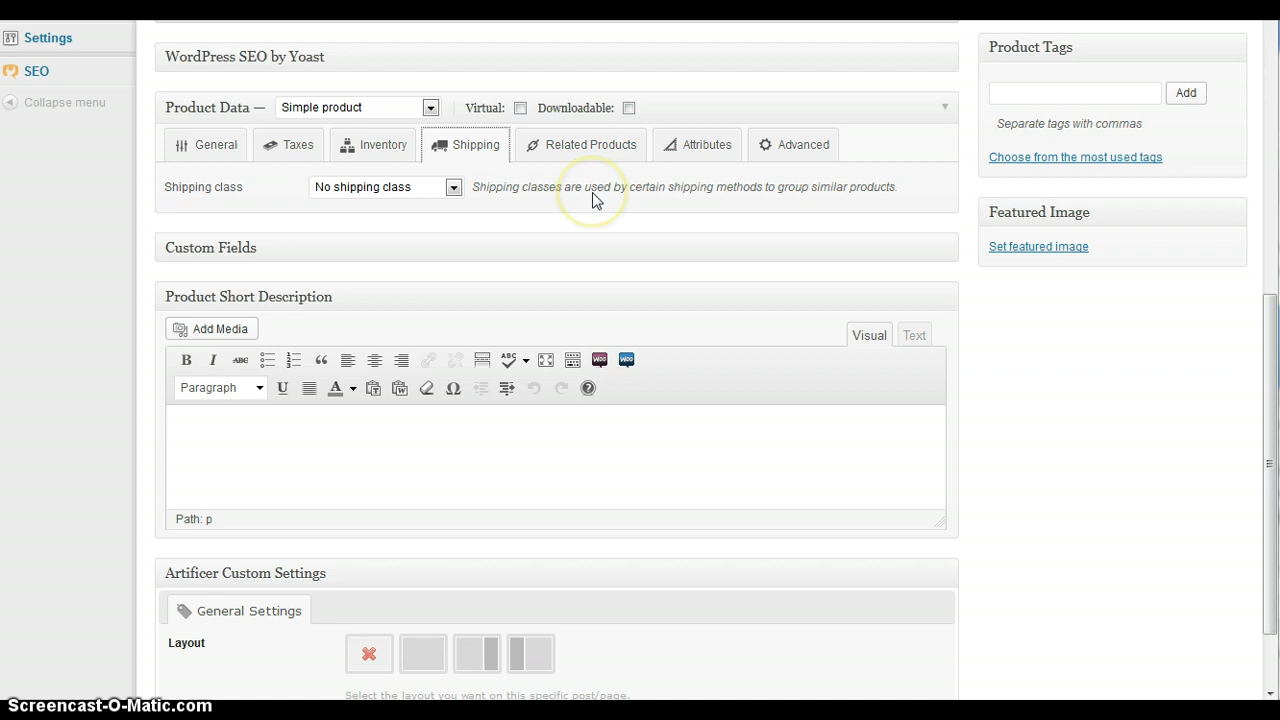 Settings
SEO
Collapse menu
WordPress SEO by Yoast
Product Data — Simple product Virtual: Downloadable:
General Taxes Inventory Shipping Related Products Attributes Advanced
Shipping class No shipping class Shipping classes are used by certain shipping methods to group similar products.
Custom Fields
Product Short Description
Add Media
Visual Text
B I ABC “ ABC WOO WOO
Paragraph U A Ω ?
Path: p
Artificer Custom Settings
General Settings
Layout
Select the layout you want on this specific post/page.
Product Tags
Add
Separate tags with commas
Choose from the most used tags
Featured Image
Set featured image
Screencast-O-Matic.com